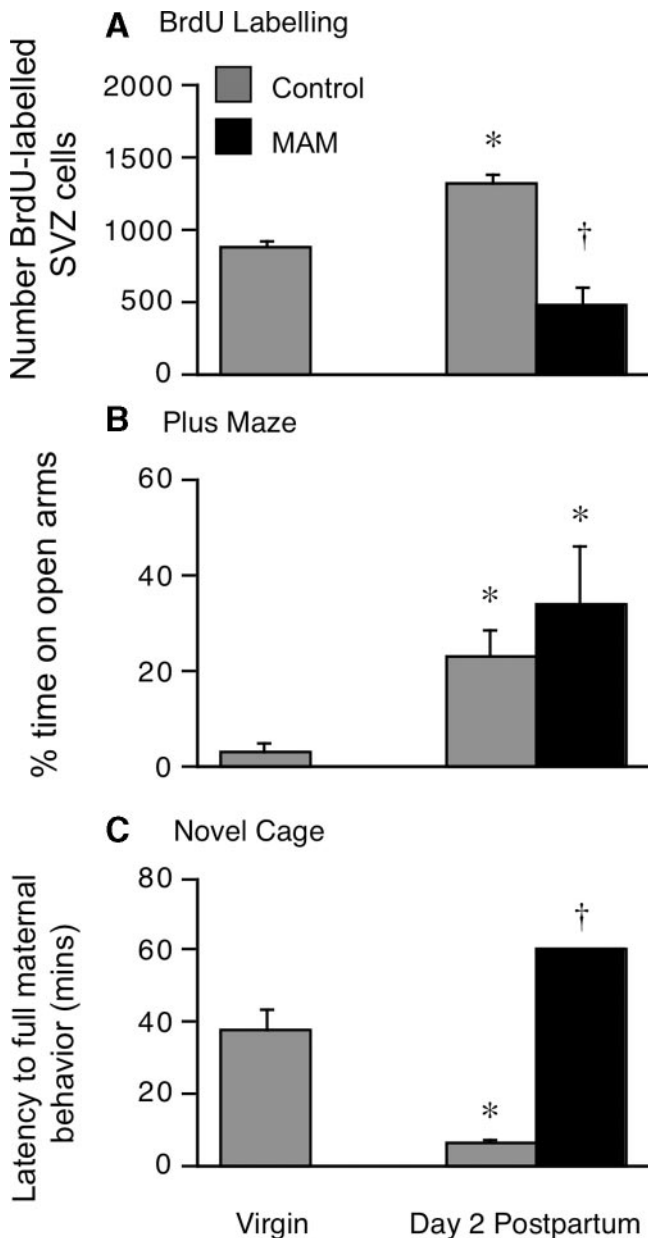 A BrdU Labelling
Number BrdU-labelled
SVZ cells
2000
1500
1000
500
0
Control
MAM
*
†
B Plus Maze
% time on open arms
60
40
20
0
*
*
C Novel Cage
Latency to full maternal
behavior (mins)
80
60
40
20
0
†
*
Virgin Day 2 Postpartum